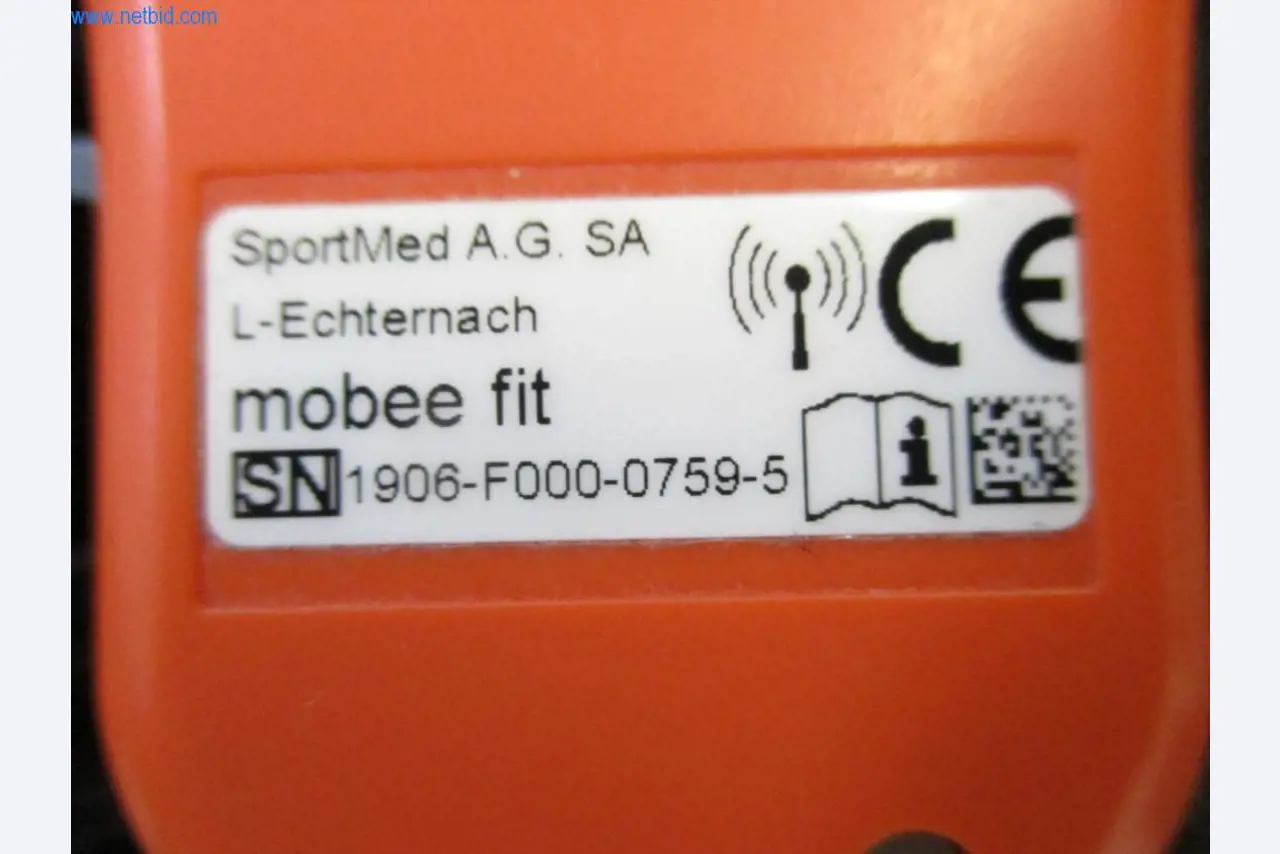 www.netbid.com
SportMed A.G. SA
L-Echternach
mobee fit
SN 1906-F000-0759-5
CE
i